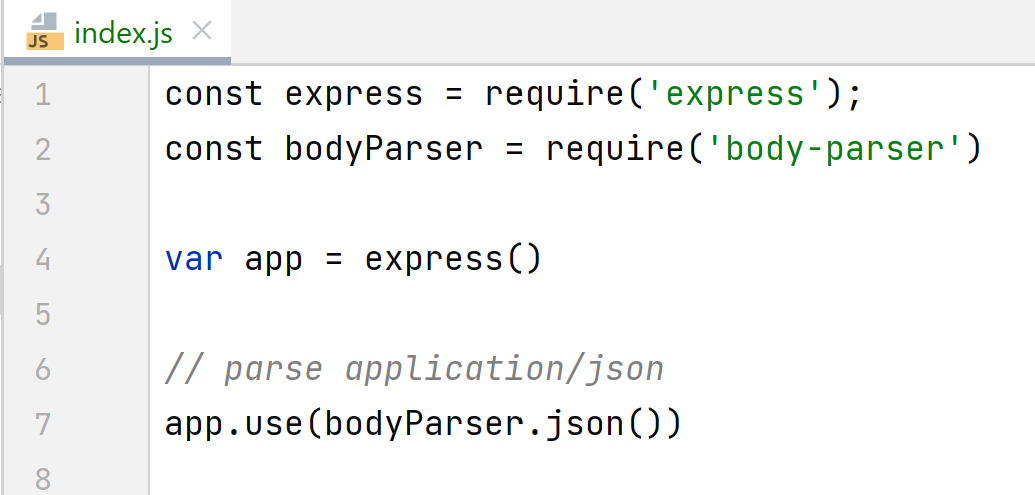 JS index.js
1 const express = require('express');
2 const bodyParser = require('body-parser')
3
4 var app = express()
5
6 // parse application/json
7 app.use(bodyParser.json())
8